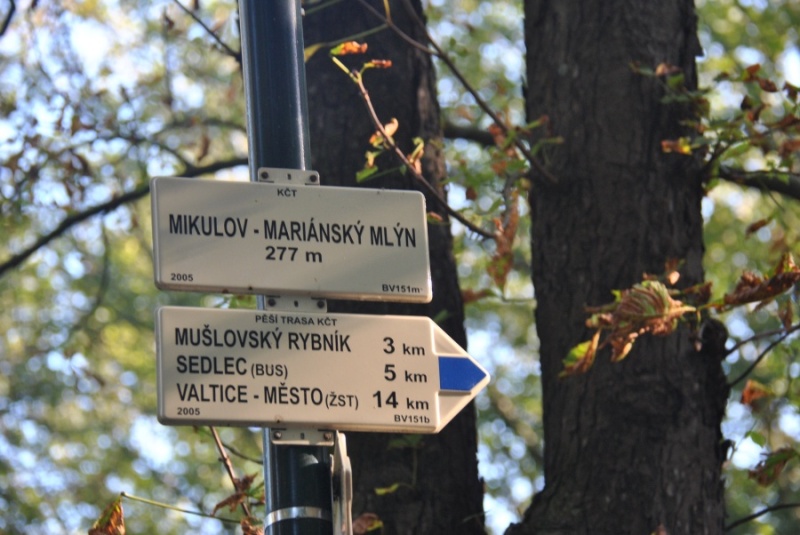 KČT
MIKULOV - MARIÁNSKÝ MLÝN
277 m
2005 BV151m
PĚŠÍ TRASA KČT
MUŠLOVSKÝ RYBNÍK 3 km
SEDLEC (BUS) 5 km
VALTICE - MĚSTO (ŽST) 14 km
2005 BV151b